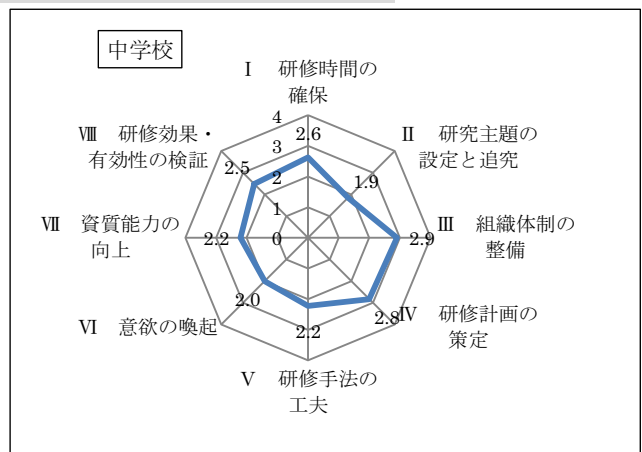 中学校
Ⅰ 研修時間の
確保
Ⅱ 研究主題の
設定と追究
Ⅲ 組織体制の
整備
Ⅳ 研修計画の
策定
Ⅴ 研修手法の
工夫
Ⅵ 意欲の喚起
Ⅶ 資質能力の
向上
Ⅷ 研修効果・
有効性の検証
4
3
2
1
0
2.6
1.9
2.9
2.8
2.2
2.0
2.2
2.5